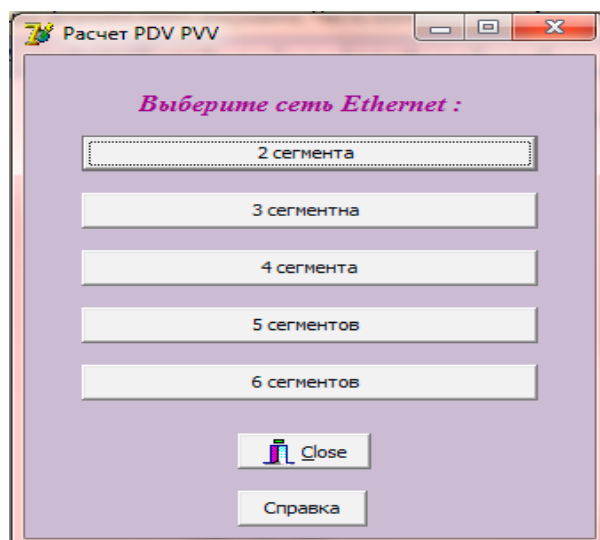 Расчет PDV PVV
Выберите сеть Ethernet :
2 сегмента
3 сегментна
4 сегмента
5 сегментов
6 сегментов
Close
Справка